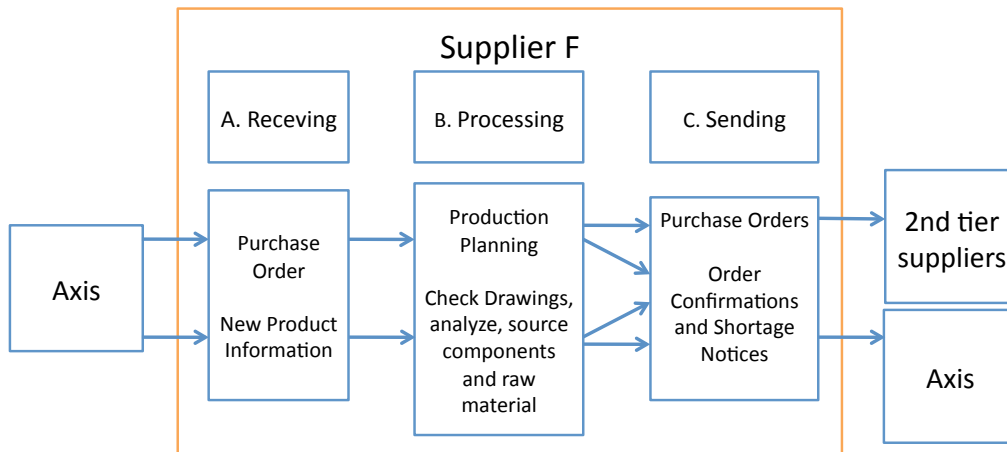 Supplier F
A. Receving
B. Processing
C. Sending
Axis
Purchase
Order
New Product
Information
Production
Planning
Check Drawings,
analyze, source
components
and raw
material
Purchase Orders
Order
Confirmations
and Shortage
Notices
2nd tier
suppliers
Axis